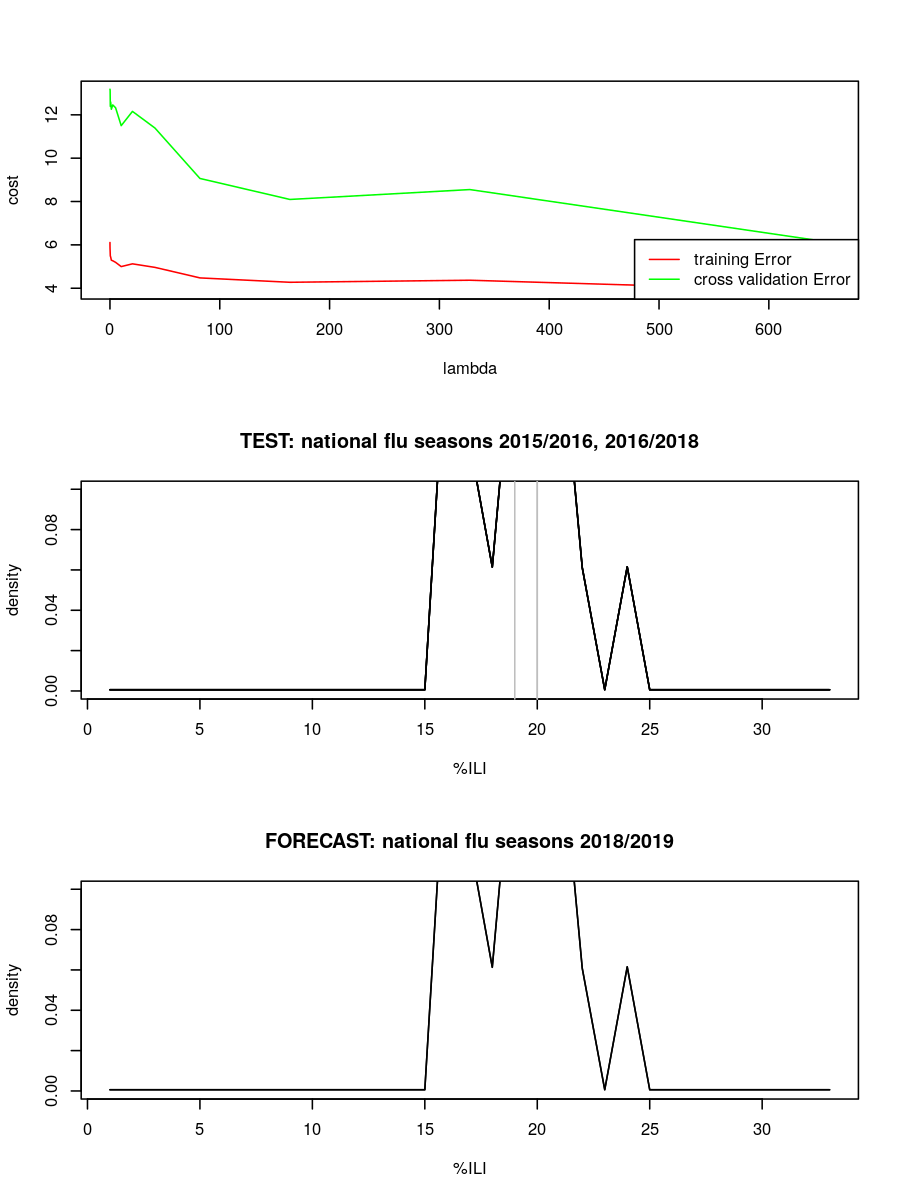 12
10
8
6
4
cost
training Error
cross validation Error
0 100 200 300 400 500 600
lambda
TEST: national flu seasons 2015/2016, 2016/2018
0.08
0.04
0.00
density
0 5 10 15 20 25 30
%ILI
FORECAST: national flu seasons 2018/2019
0.08
0.04
0.00
density
0 5 10 15 20 25 30
%ILI